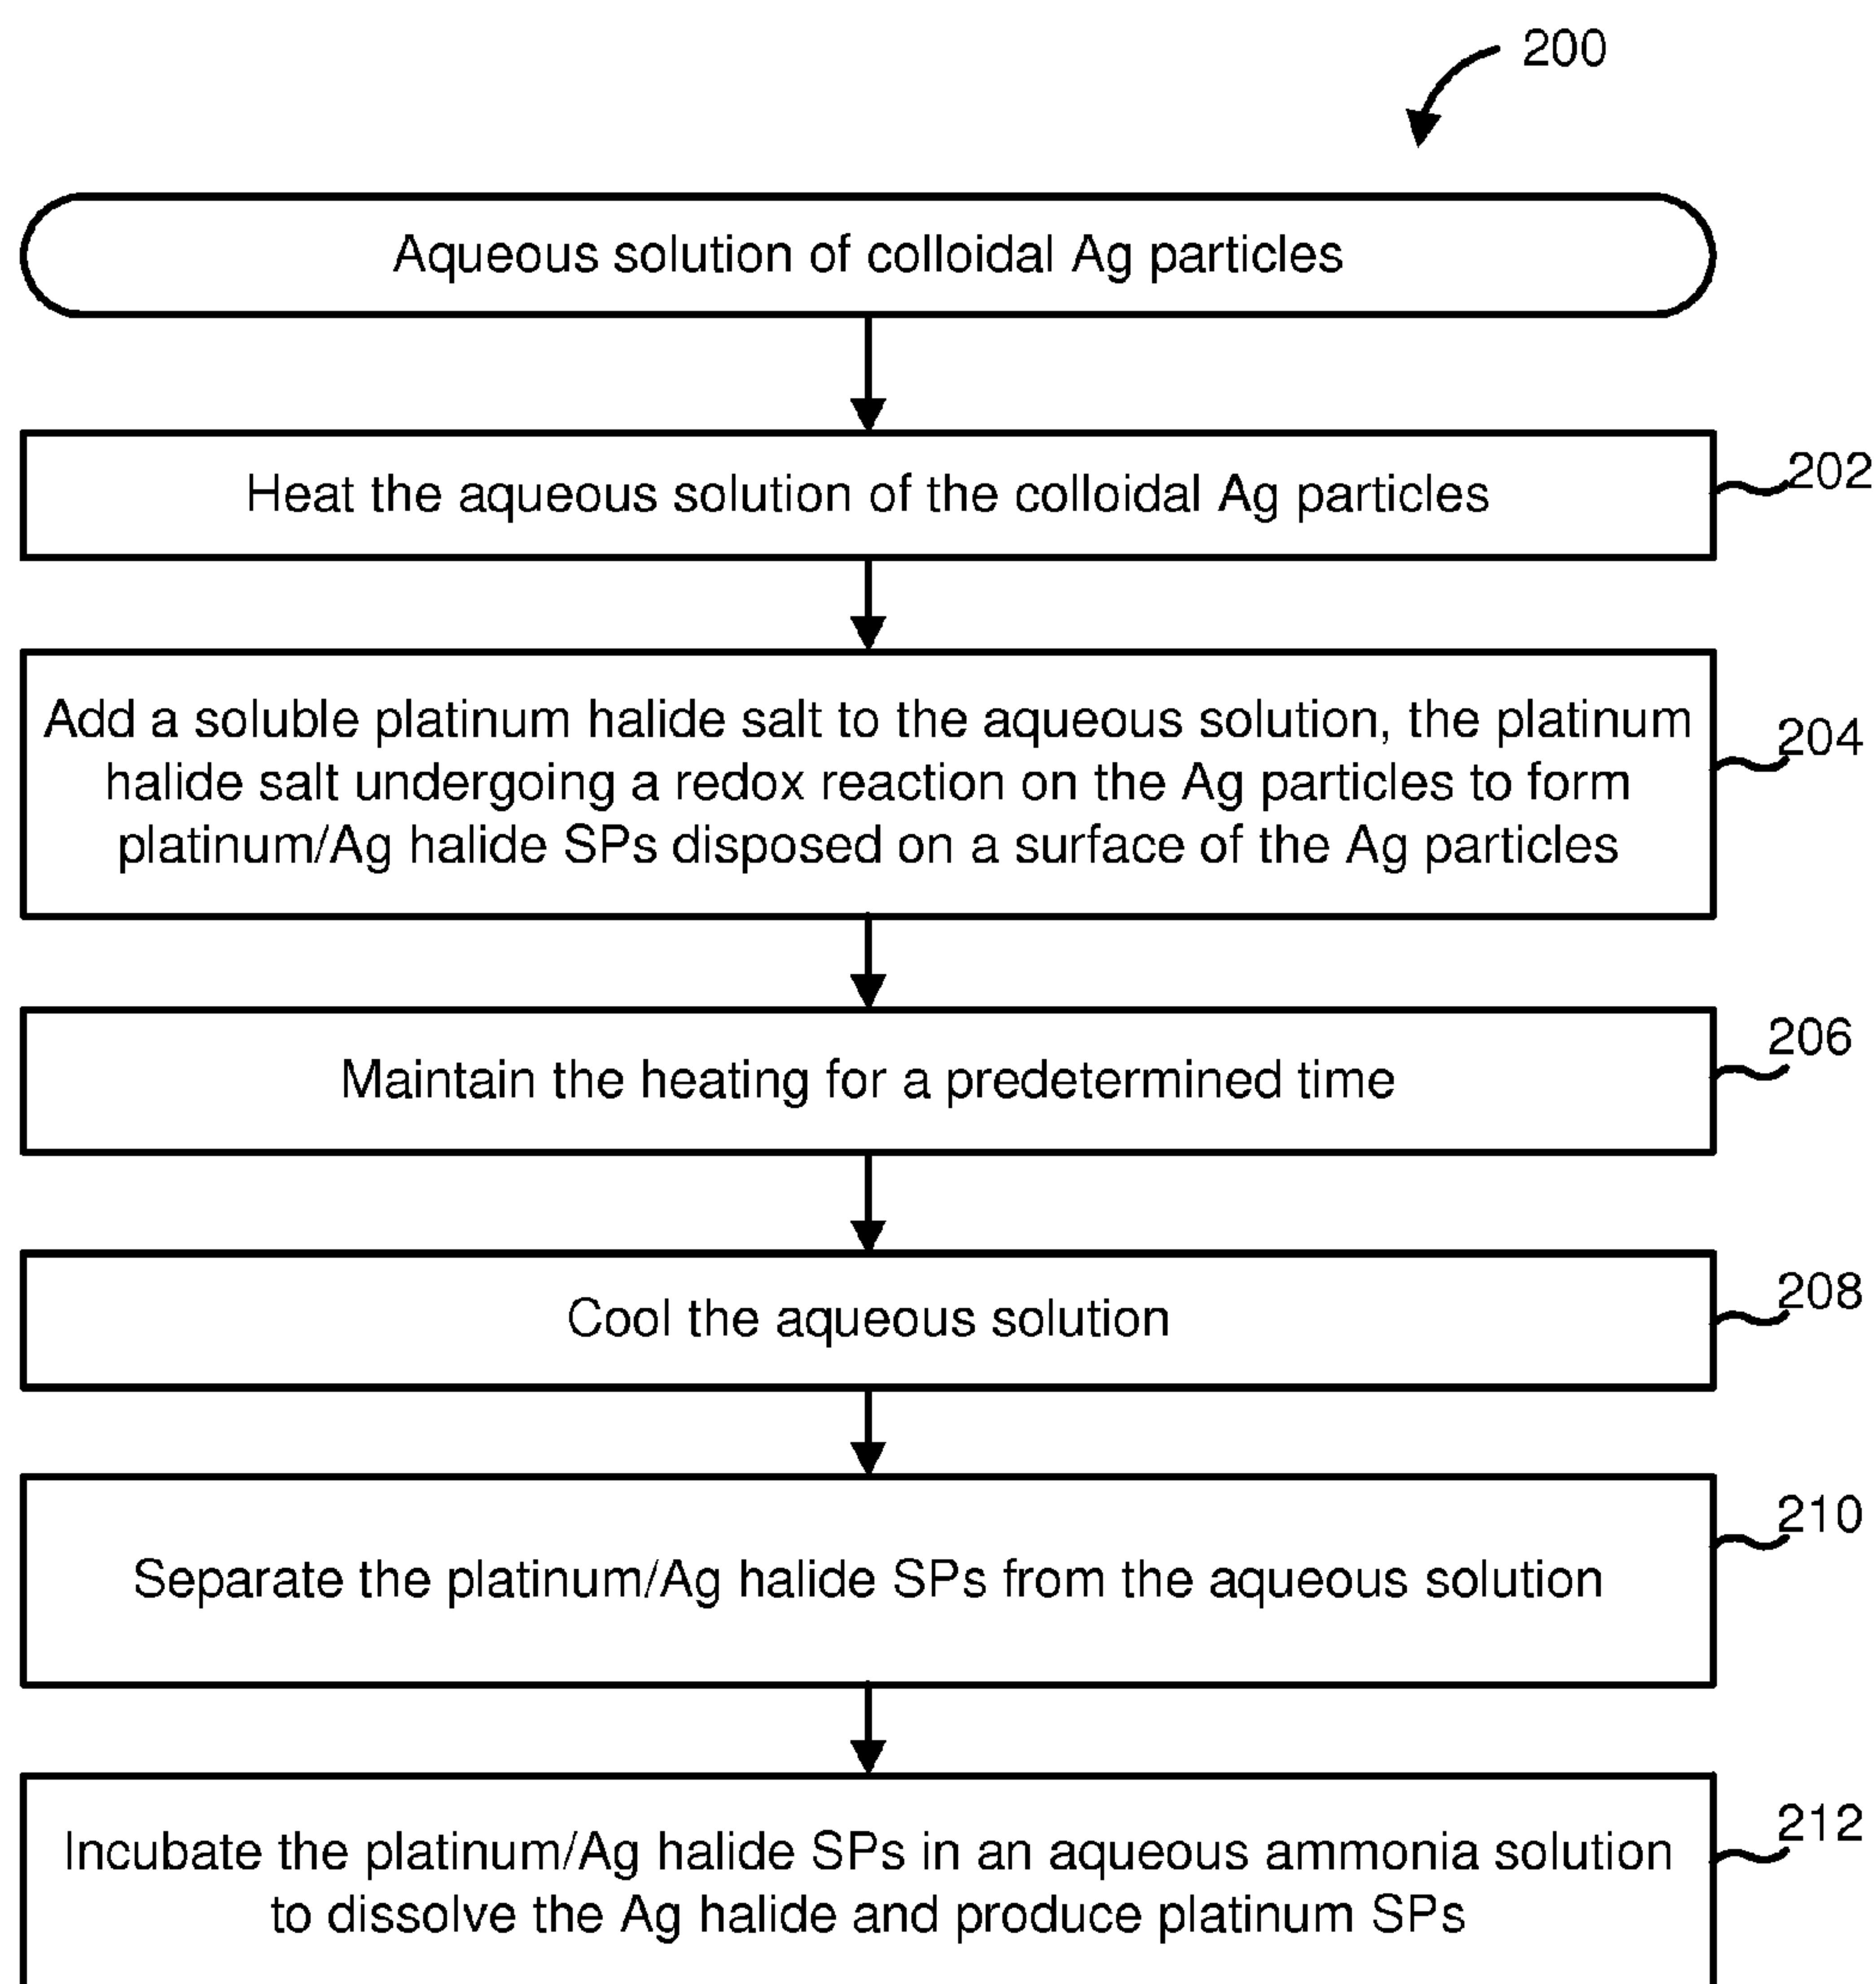 200
Aqueous solution of colloidal Ag particles
Heat the aqueous solution of the colloidal Ag particles
202
Add a soluble platinum halide salt to the aqueous solution, the platinum
halide salt undergoing a redox reaction on the Ag particles to form
platinum/Ag halide SPs disposed on a surface of the Ag particles
204
Maintain the heating for a predetermined time
206
Cool the aqueous solution
208
Separate the platinum/Ag halide SPs from the aqueous solution
210
Incubate the platinum/Ag halide SPs in an aqueous ammonia solution
to dissolve the Ag halide and produce platinum SPs
212